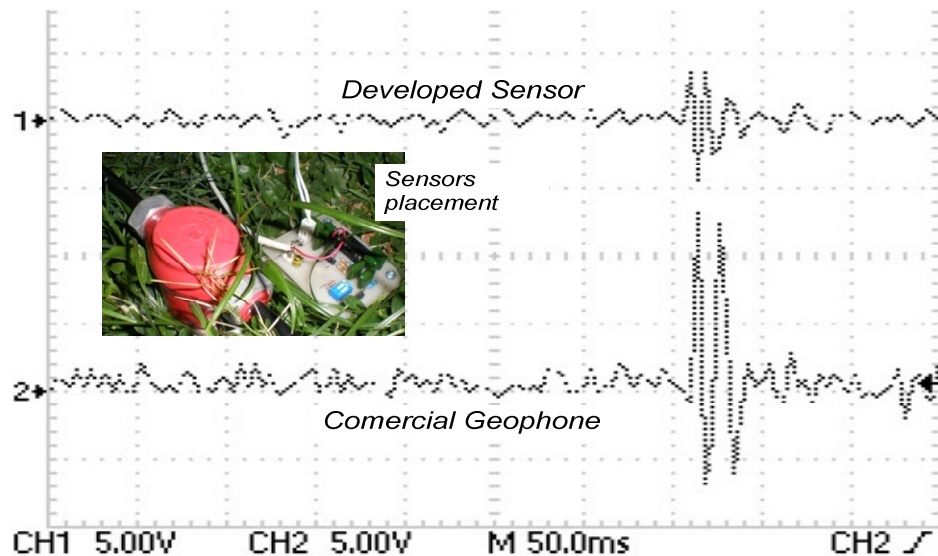 Developed Sensor
1
Sensors
placement
2
Comercial Geophone
CH1 5.00V CH2 5.00V M 50.0ms CH2